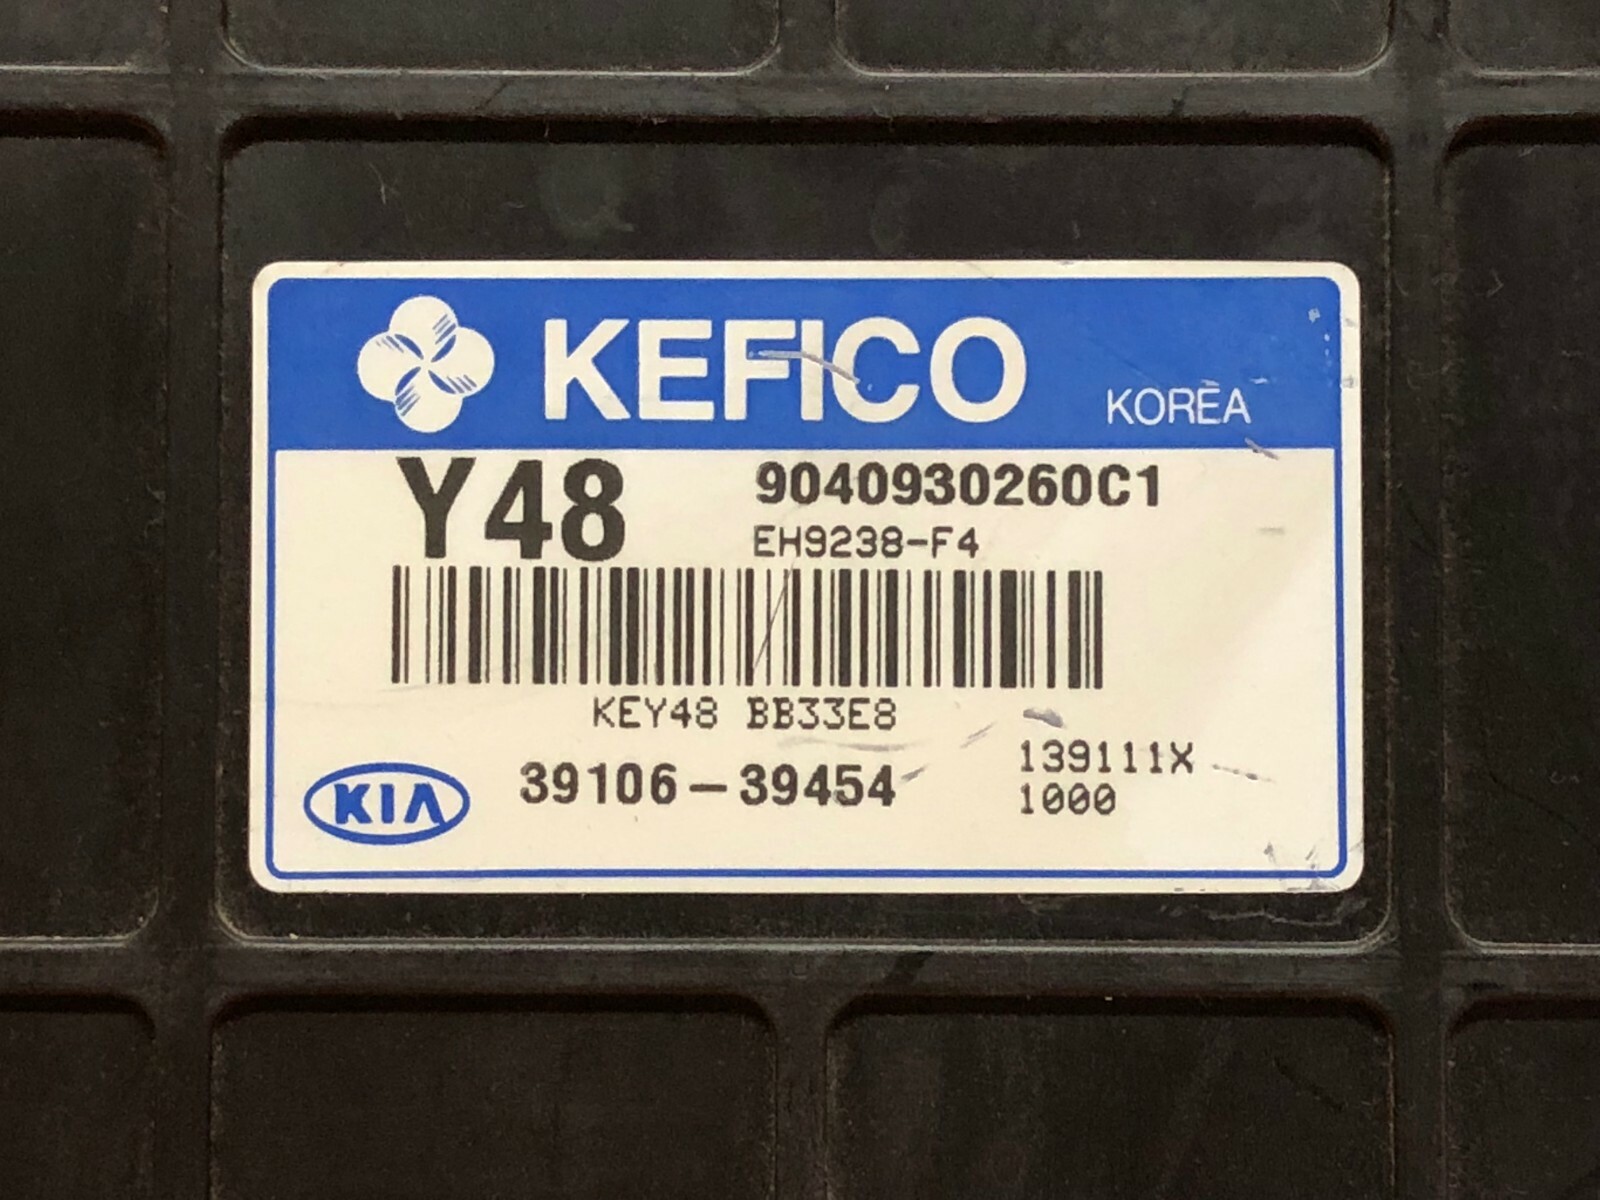 KEFICO KOREA
Y48 9040930260C1
EH9238-F4
KEY48 BB33E8
KIA 39106-39454 139111X
1000